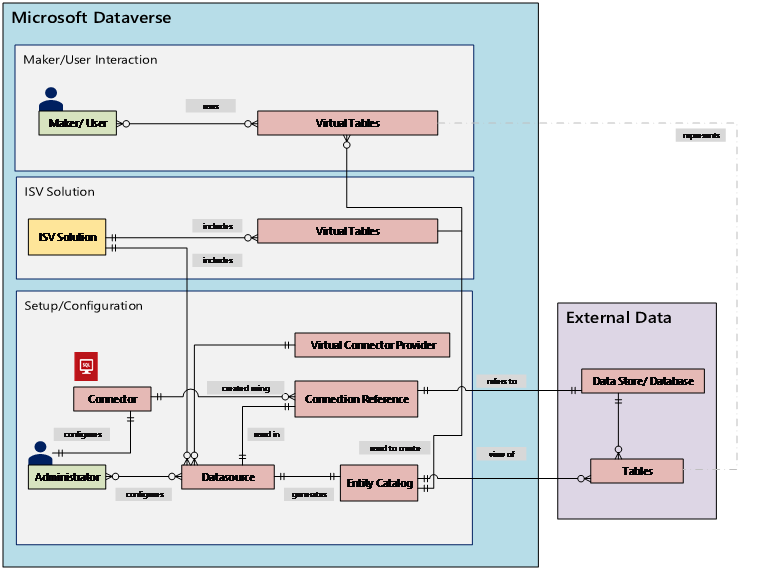 Microsoft Dataverse
Maker/User Interaction
uses
Maker/ User
Virtual Tables
represents
ISV Solution
includes
ISV Solution
Virtual Tables
includes
Setup/Configuration
External Data
Virtual Connector Provider
SQL
created using
refers to
Data Store/ Database
Connector
Connection Reference
configures
used in
used to create
view of
Administrator
Datasource
Entity Catalog
Tables
configures
generates